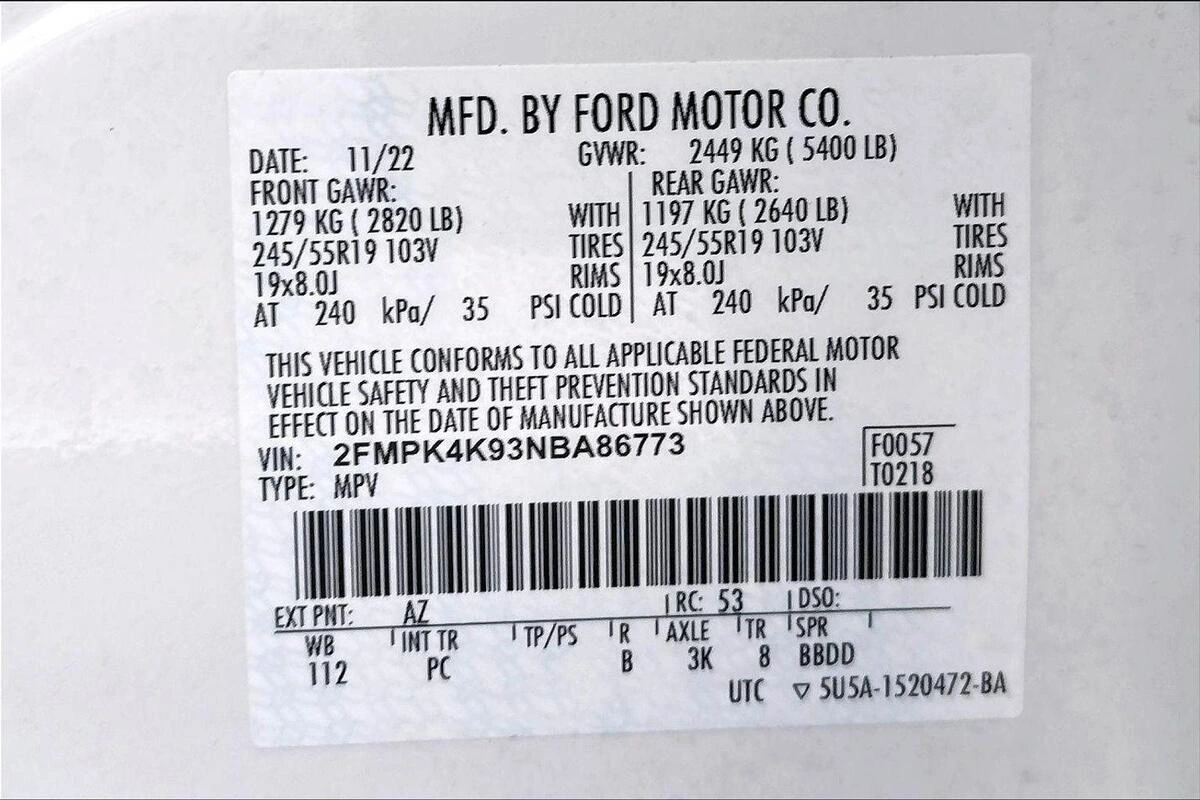 MFD. BY FORD MOTOR CO.
DATE: 11/22 GVWR: 2449 KG ( 5400 LB)
FRONT GAWR: REAR GAWR:
1279 KG ( 2820 LB) WITH 1197 KG ( 2640 LB) WITH
245/55R19 103V TIRES 245/55R19 103V TIRES
19x8.0J RIMS 19x8.0J RIMS
AT 240 kPa/ 35 PSI COLD AT 240 kPa/ 35 PSI COLD
THIS VEHICLE CONFORMS TO ALL APPLICABLE FEDERAL MOTOR
VEHICLE SAFETY AND THEFT PREVENTION STANDARDS IN
EFFECT ON THE DATE OF MANUFACTURE SHOWN ABOVE.
VIN: 2FMPK4K93NBA86773 F0057
TYPE: MPV T0218
EXT PNT: AZ RC: 53 DSO:
WB INT TR TP/PS R AXLE TR SPR
112 PC B 3K 8 BBDD
UTC ▽ 5U5A-1520472-BA